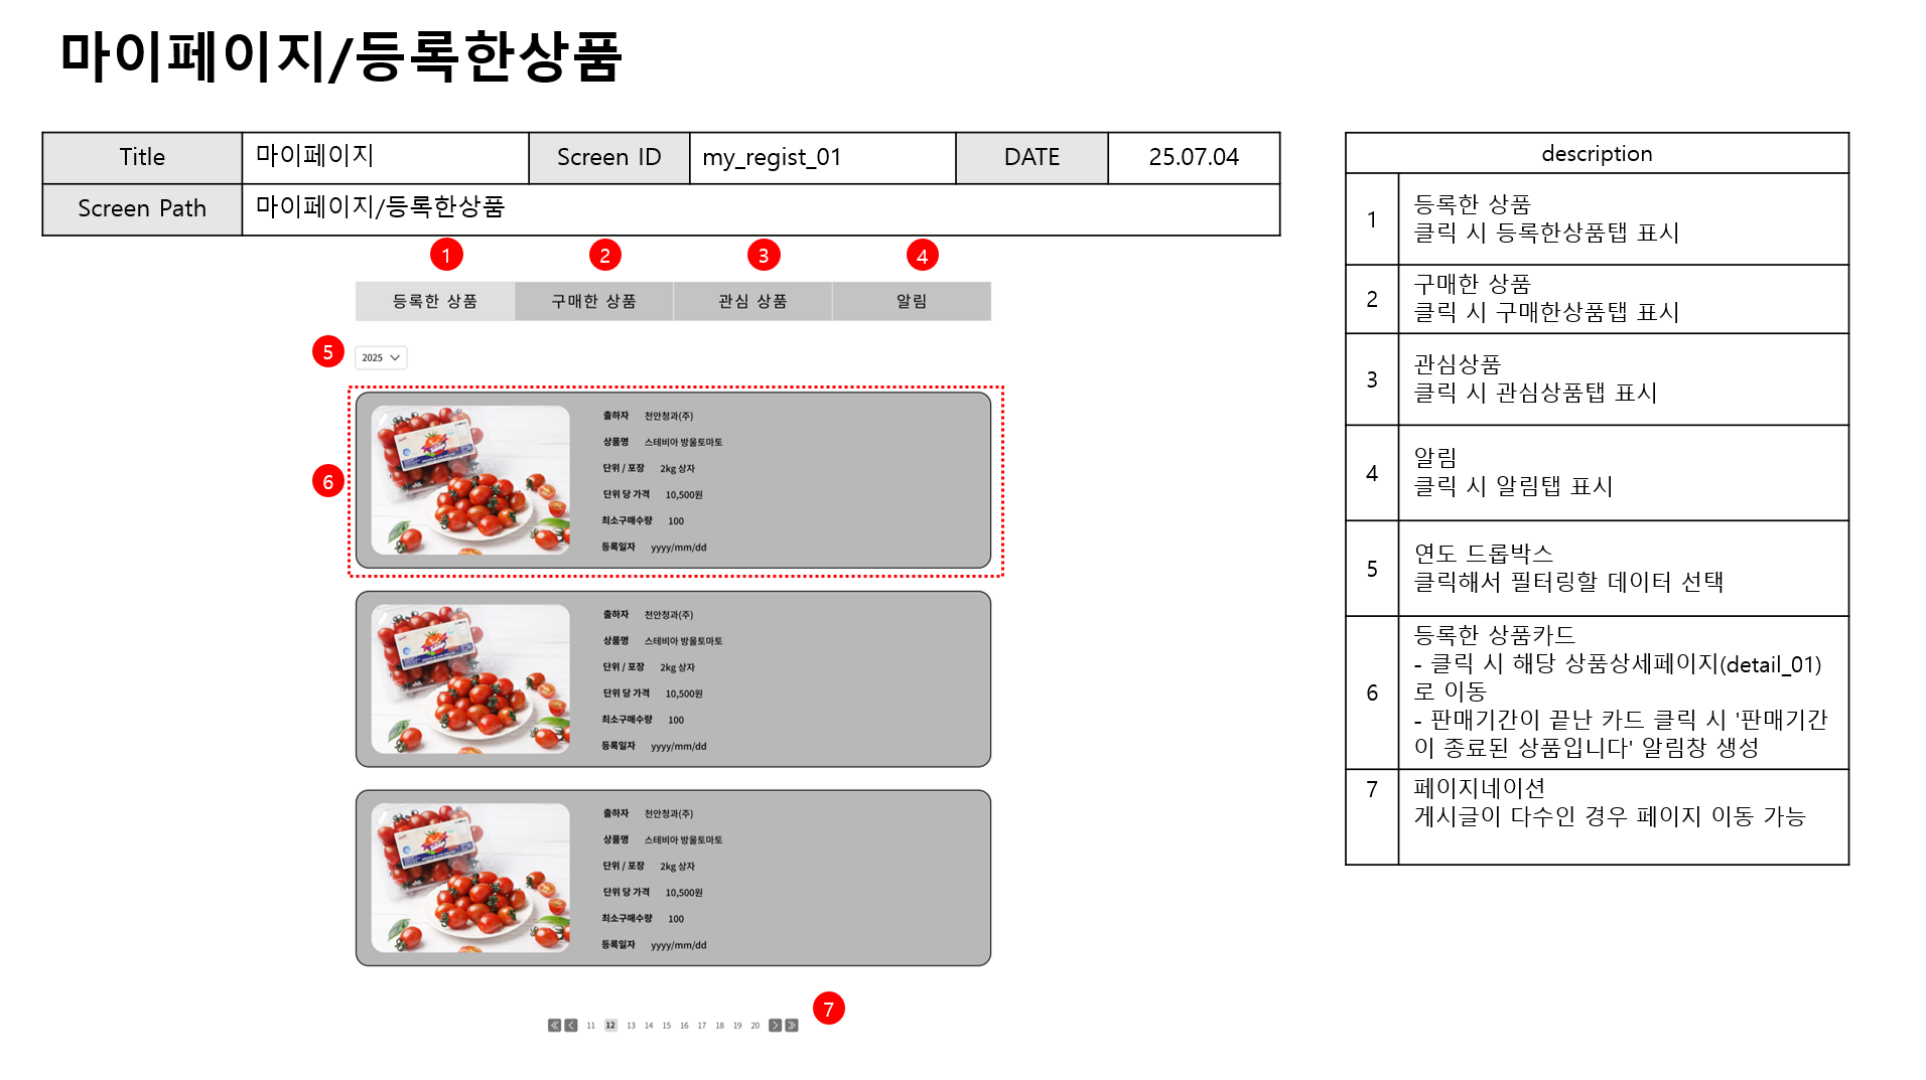 마이페이지/등록한상품
Title 마이페이지 Screen ID my_regist_01 DATE 25.07.04
Screen Path 마이페이지/등록한상품
1 2 3 4
등록한 상품 구매한 상품 관심 상품 알림
5 2025
6
출하자 천안청과(주)
상품명 스테비아 방울토마토
단위 / 포장 2kg 상자
단위 당 가격 10,500원
최소구매수량 100
등록일자 yyyy/mm/dd
출하자 천안청과(주)
상품명 스테비아 방울토마토
단위 / 포장 2kg 상자
단위 당 가격 10,500원
최소구매수량 100
등록일자 yyyy/mm/dd
출하자 천안청과(주)
상품명 스테비아 방울토마토
단위 / 포장 2kg 상자
단위 당 가격 10,500원
최소구매수량 100
등록일자 yyyy/mm/dd
7
11 12 13 14 15 16 17 18 19 20
description
1 등록한 상품
클릭 시 등록한상품탭 표시
2 구매한 상품
클릭 시 구매한상품탭 표시
3 관심상품
클릭 시 관심상품탭 표시
4 알림
클릭 시 알림탭 표시
5 연도 드롭박스
클릭해서 필터링할 데이터 선택
6 등록한 상품카드
- 클릭 시 해당 상품상세페이지(detail_01)
로 이동
- 판매기간이 끝난 카드 클릭 시 '판매기간
이 종료된 상품입니다' 알림창 생성
7 페이지네이션
게시글이 다수인 경우 페이지 이동 가능